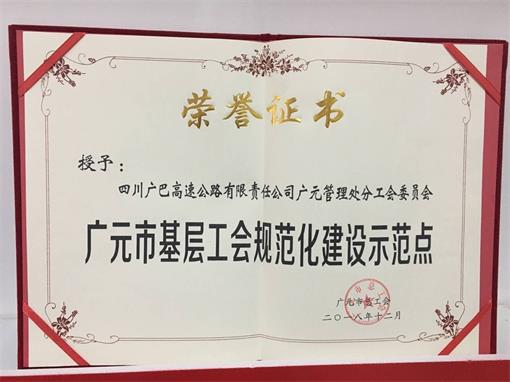 荣誉证书
授予：
四川广巴高速公路有限责任公司广元管理处分工会委员会
广元市基层工会规范化建设示范点
广元市总工会
二〇一八年十二月